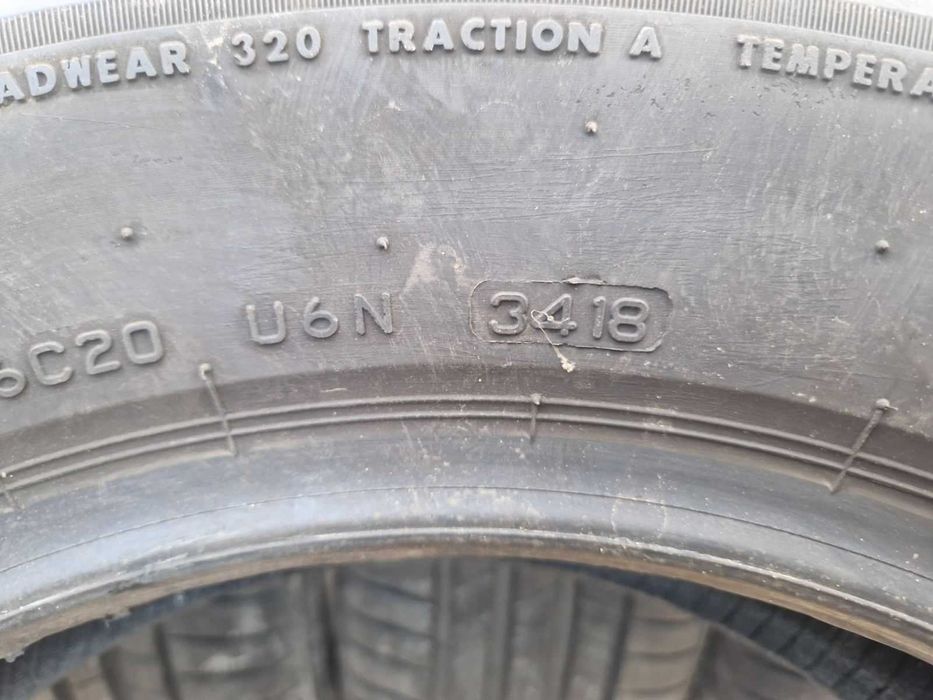 ADWEAR 320 TRACTION A TEMPERA
6C20 U6N 3418